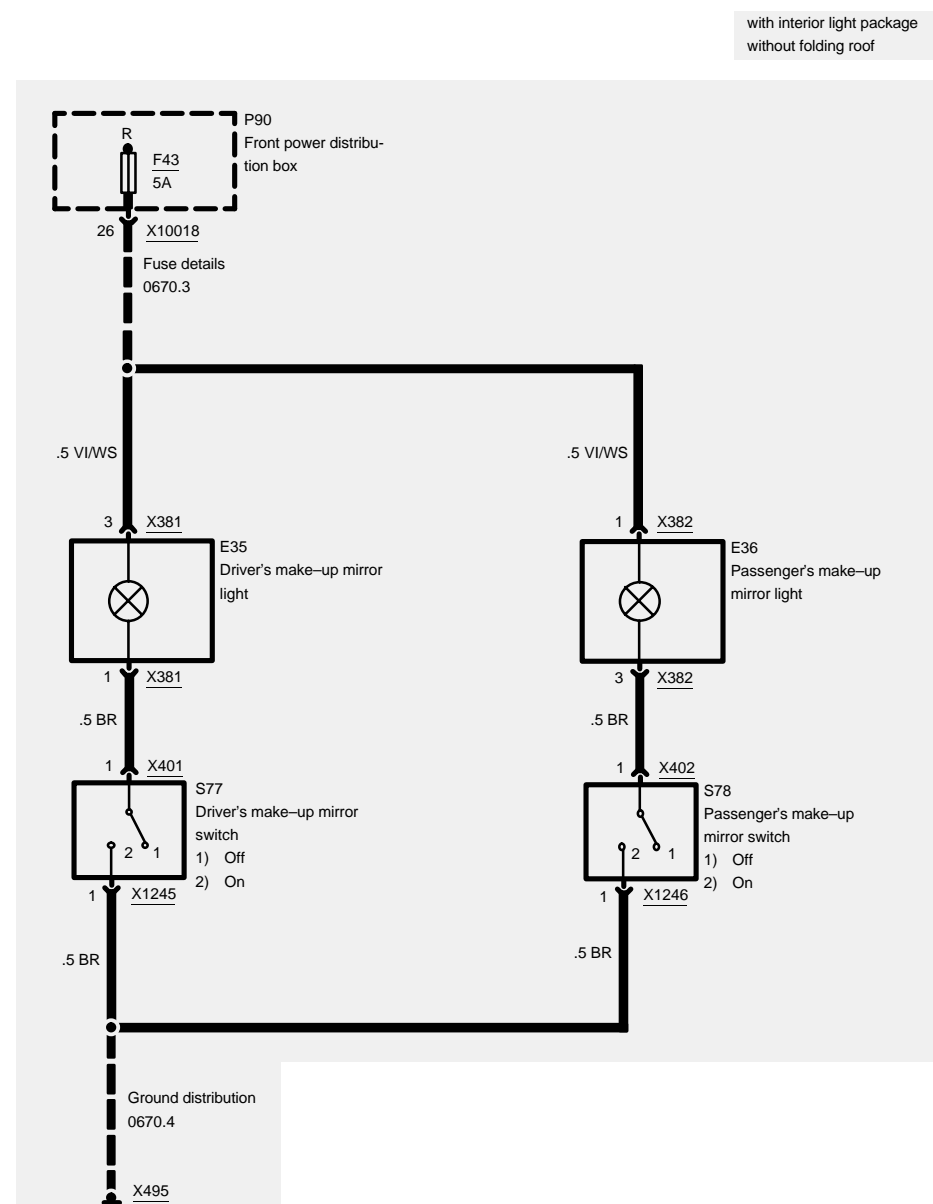 with interior light package
without folding roof
P90
Front power distribu-
tion box
R
F43
5A
26 X10018
Fuse details
0670.3
.5 VI/WS
.5 VI/WS
3 X381
1 X382
E35
Driver's make–up mirror
light
E36
Passenger's make–up
mirror light
1 X381
3 X382
.5 BR
.5 BR
1 X401
1 X402
S77
Driver's make–up mirror
switch
1) Off
2) On
2 1
S78
Passenger's make–up
mirror switch
1) Off
2) On
2 1
1 X1245
1 X1246
.5 BR
.5 BR
Ground distribution
0670.4
X495